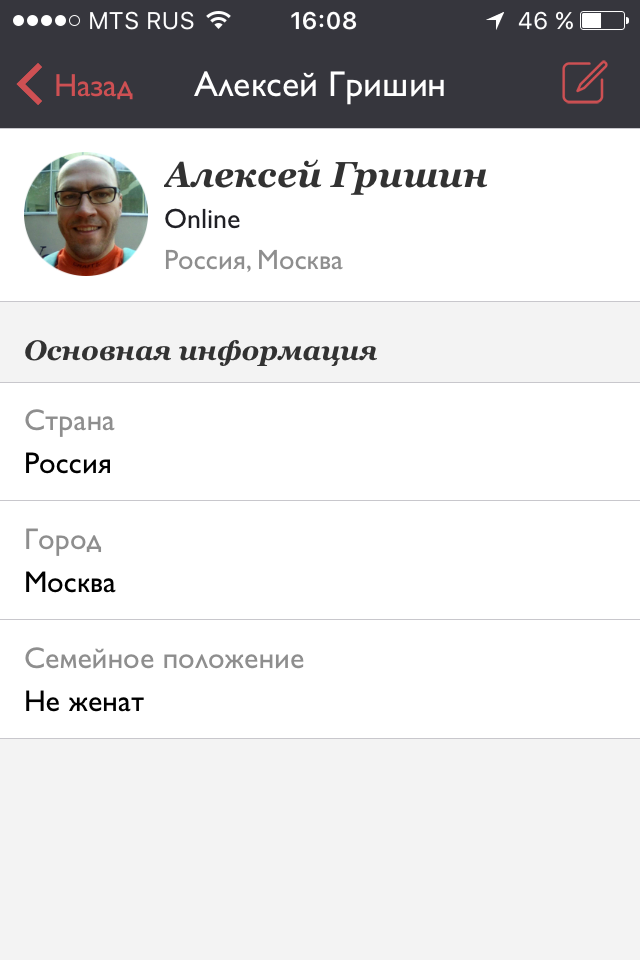 MTS RUS 16:08 46 %
Назад Алексей Гришин
Алексей Гришин
Online
Россия, Москва
Основная информация
Страна
Россия
Город
Москва
Семейное положение
Не женат